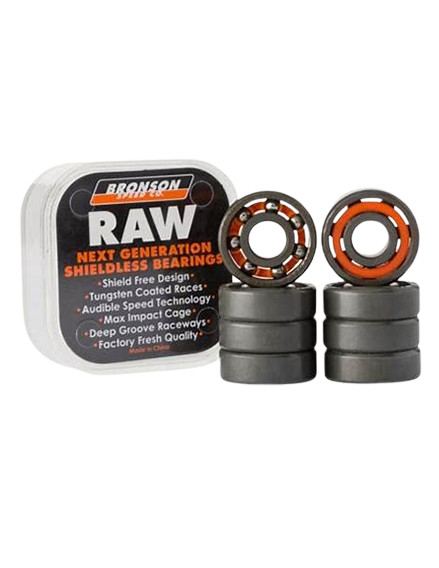 BRONSON
SPEED CO.
RAW
NEXT GENERATION
SHIELDLESS BEARINGS
•Shield Free Design•
•Tungsten Coated Races•
•Audible Speed Technology•
•Max Impact Cage•
•Deep Groove Raceways•
•Factory Fresh Quality•
Made in China